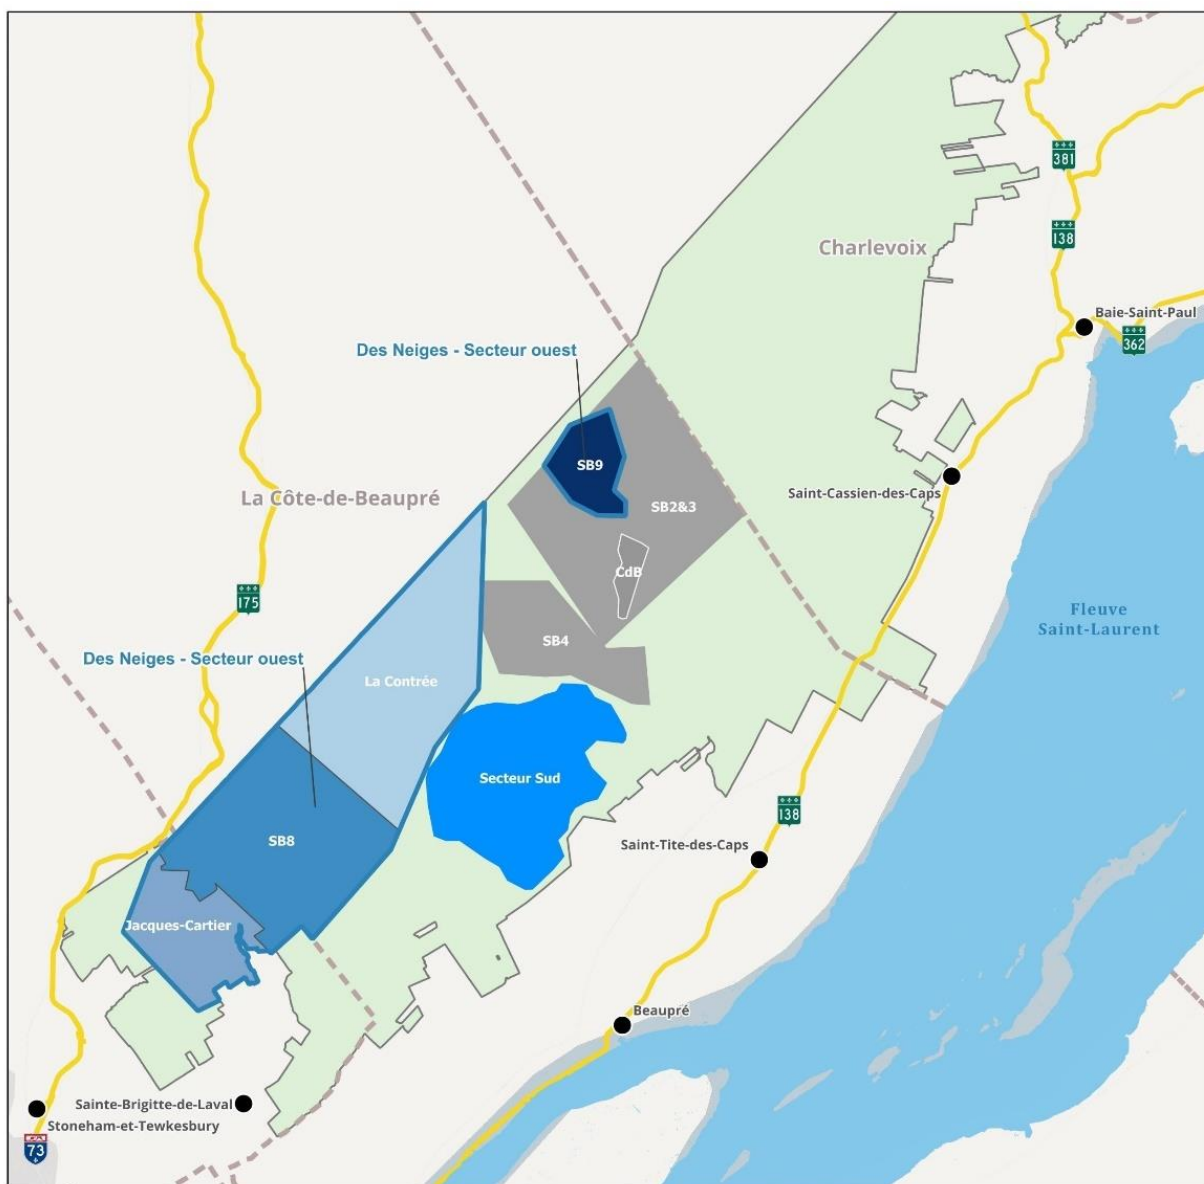 381
138
Charlevoix
Baie-Saint-Paul
362
Des Neiges - Secteur ouest
SB9
Saint-Cassien-des-Caps
La Côte-de-Beaupré
SB2&3
CdB
175
Fleuve
Saint-Laurent
SB4
Des Neiges - Secteur ouest
La Contrée
Secteur Sud
138
SB8
Saint-Tite-des-Caps
Jacques-Cartier
Beaupré
Sainte-Brigitte-de-Laval
Stoneham-et-Tewkesbury
73